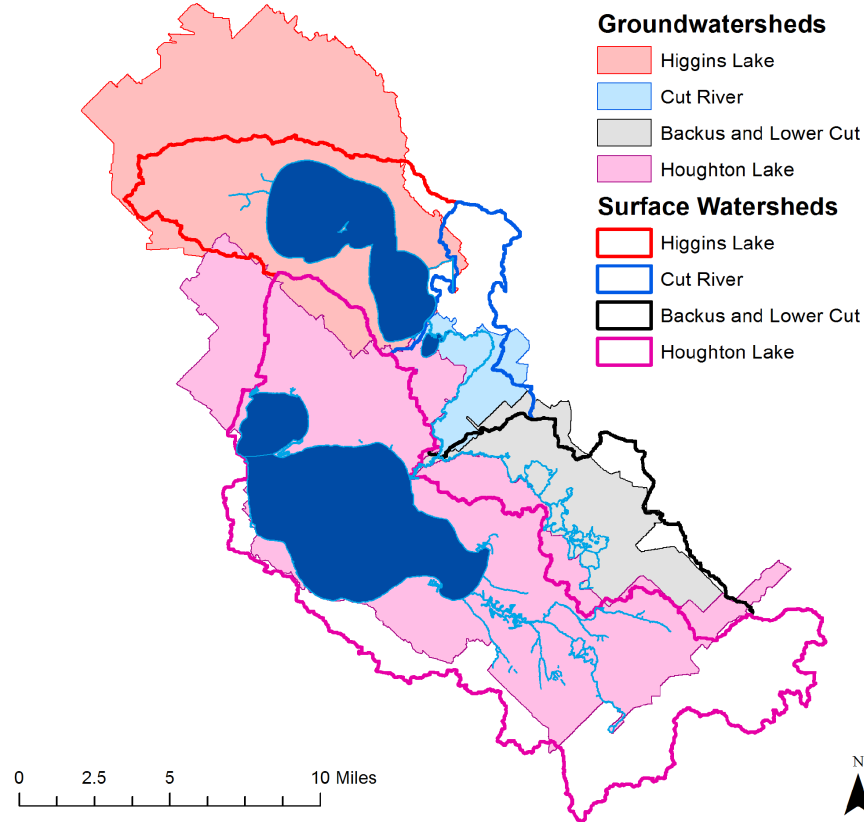 Groundwatersheds
Higgins Lake
Cut River
Backus and Lower Cut
Houghton Lake
Surface Watersheds
Higgins Lake
Cut River
Backus and Lower Cut
Houghton Lake
0 2.5 5 10 Miles
N